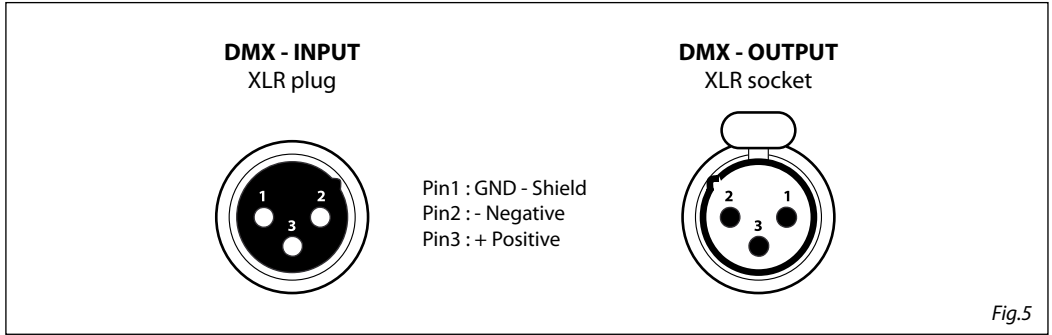 DMX - INPUT
XLR plug
1
2
3
Pin1 : GND - Shield
Pin2 : - Negative
Pin3 : + Positive
DMX - OUTPUT
XLR socket
2
1
3
Fig.5